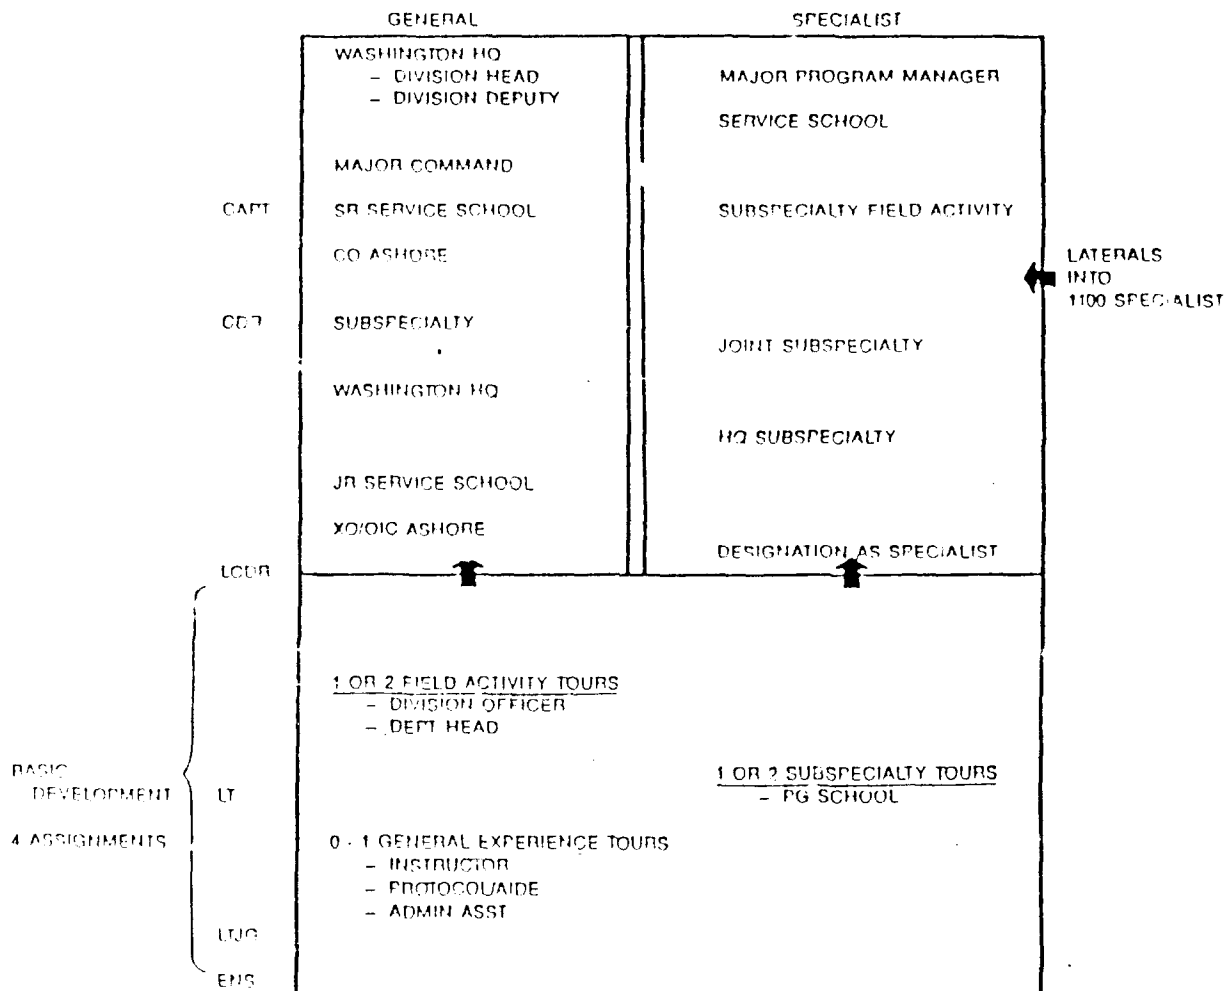 GENERAL
SPECIALIST
WASHINGTON HQ
– DIVISION HEAD
– DIVISION DEPUTY
MAJOR PROGRAM MANAGER
SERVICE SCHOOL
MAJOR COMMAND
CAPT
SR SERVICE SCHOOL
SUBSPECIALTY FIELD ACTIVITY
CO ASHORE
LATERALS
INTO
1100 SPECIALIST
CDR
SUBSPECIALTY
JOINT SUBSPECIALTY
WASHINGTON HQ
HQ SUBSPECIALTY
JR SERVICE SCHOOL
XO/OIC ASHORE
DESIGNATION AS SPECIALIST
LCDR
1 OR 2 FIELD ACTIVITY TOURS
– DIVISION OFFICER
– DEPT HEAD
BASIC
DEVELOPMENT
LT
1 OR 2 SUBSPECIALTY TOURS
– PG SCHOOL
4 ASSIGNMENTS
0 - 1 GENERAL EXPERIENCE TOURS
– INSTRUCTOR
– PROTOCOL/AIDE
– ADMIN ASST
LTJG
ENS